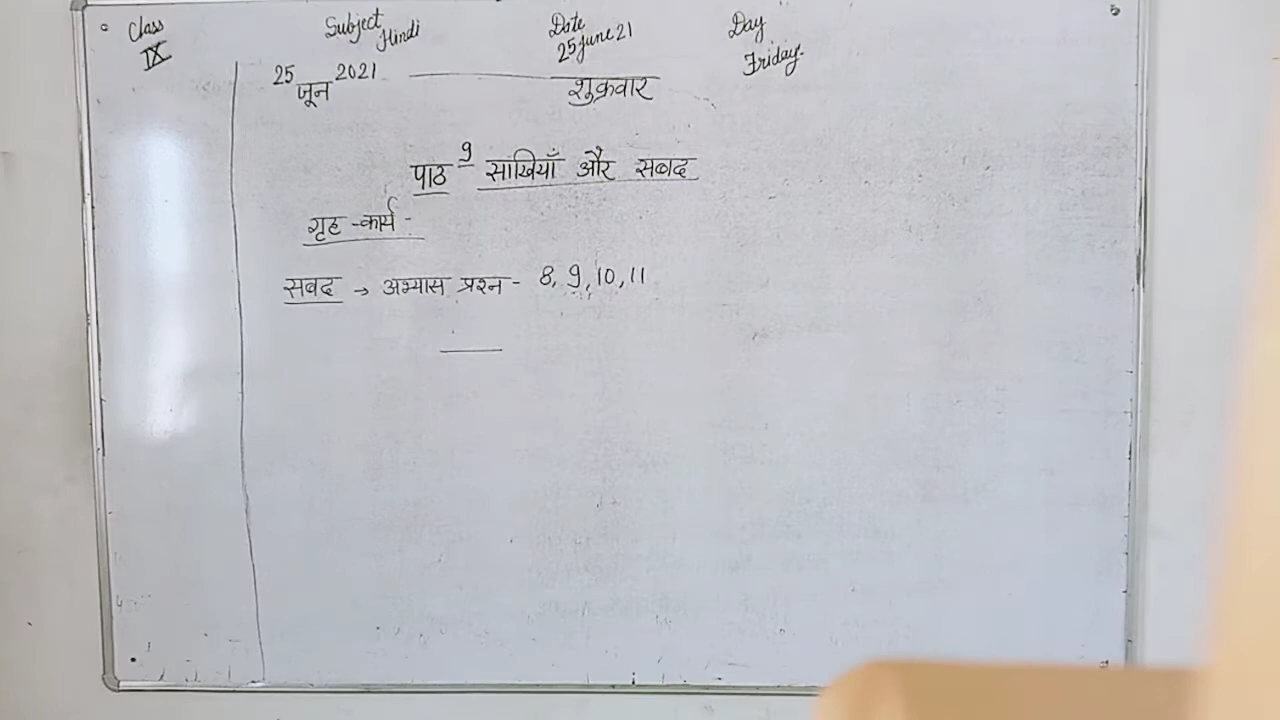 Class Subject Date Day
IX Hindi 25 June 21 Friday.
25 जून 2021 शुक्रवार
पाठ 9 साखियाँ और सबद
गृह-कार्य -
सबद → अभ्यास प्रश्न - 8, 9, 10, 11